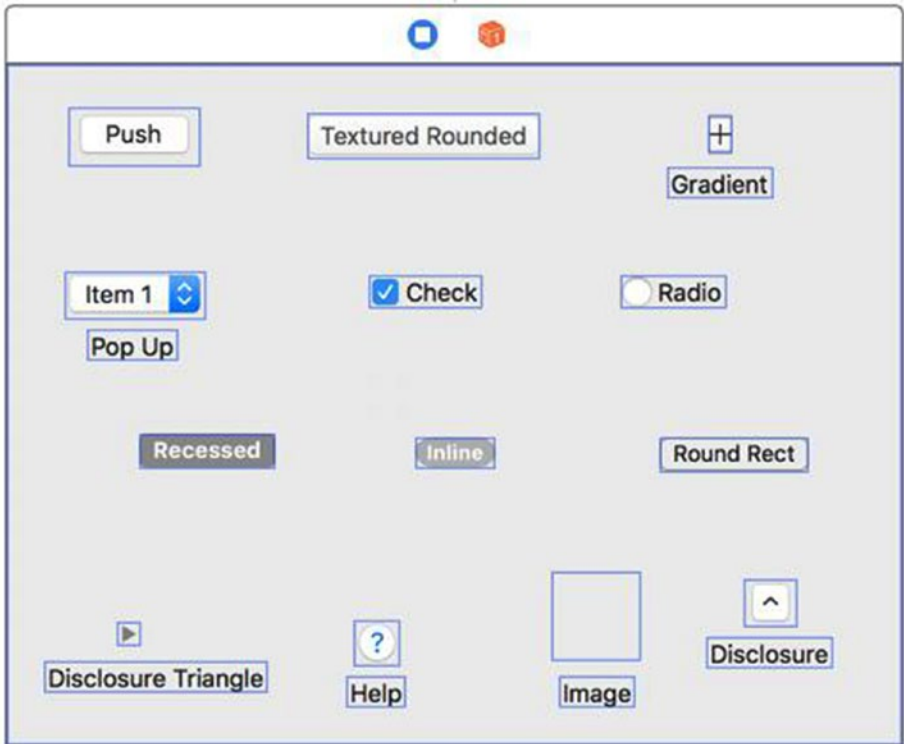 Push
Textured Rounded
Gradient
Item 1
Check
Radio
Pop Up
Recessed
Inline
Round Rect
?
Disclosure
Disclosure Triangle
Help
Image